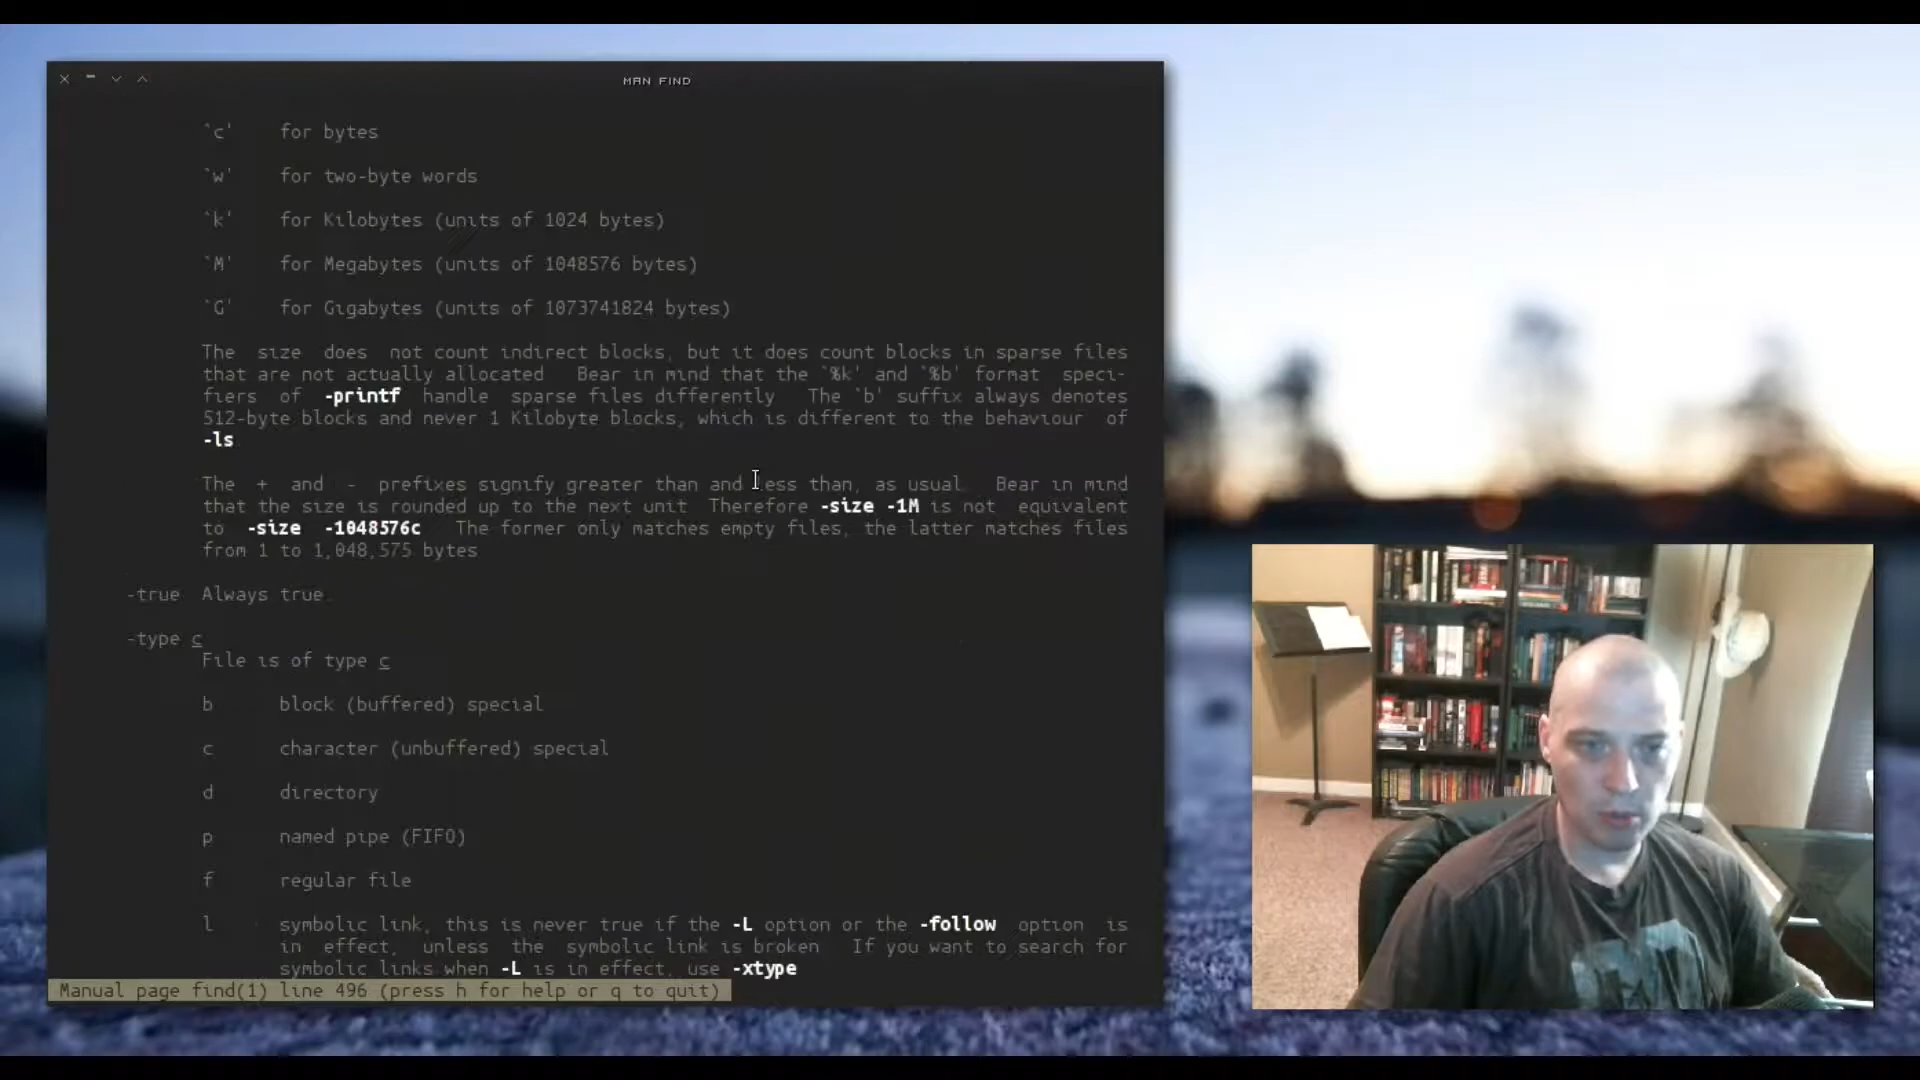 MAN FIND
`c' for bytes
`w' for two-byte words
`k' for Kilobytes (units of 1024 bytes)
`M' for Megabytes (units of 1048576 bytes)
`G' for Gigabytes (units of 1073741824 bytes)
The size does not count indirect blocks, but it does count blocks in sparse files
that are not actually allocated Bear in mind that the `%k' and `%b' format speci-
fiers of -printf handle sparse files differently The `b' suffix always denotes
512-byte blocks and never 1 Kilobyte blocks, which is different to the behaviour of
-ls
The + and - prefixes signify greater than and less than, as usual Bear in mind
that the size is rounded up to the next unit Therefore -size -1M is not equivalent
to -size -1048576c The former only matches empty files, the latter matches files
from 1 to 1,048,575 bytes
-true Always true
-type c
File is of type c
b block (buffered) special
c character (unbuffered) special
d directory
p named pipe (FIFO)
f regular file
l symbolic link, this is never true if the -L option or the -follow option is
in effect, unless the symbolic link is broken If you want to search for
symbolic links when -L is in effect, use -xtype
Manual page find(1) line 496 (press h for help or q to quit)